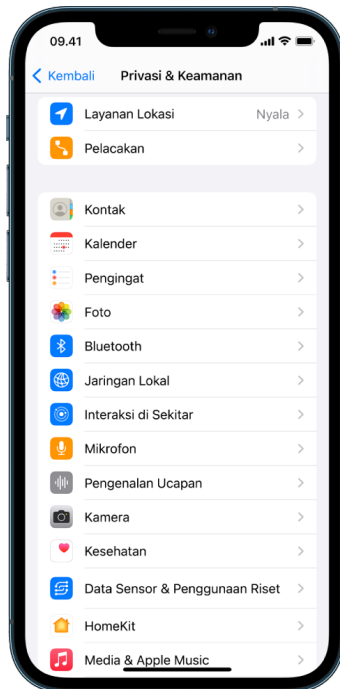 09.41
Kembali Privasi & Keamanan
Layanan Lokasi Nyala
Pelacakan
Kontak
Kalender
Pengingat
Foto
Bluetooth
Jaringan Lokal
Interaksi di Sekitar
Mikrofon
Pengenalan Ucapan
Kamera
Kesehatan
Data Sensor & Penggunaan Riset
HomeKit
Media & Apple Music